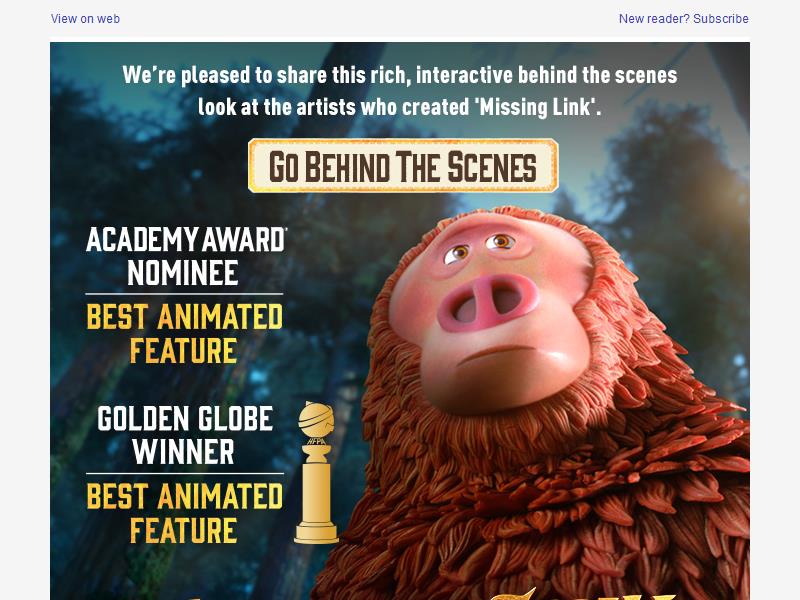 View on web
New reader? Subscribe
We're pleased to share this rich, interactive behind the scenes
look at the artists who created 'Missing Link'.
GO BEHIND THE SCENES
ACADEMY AWARD®
NOMINEE
BEST ANIMATED
FEATURE
GOLDEN GLOBE
WINNER
BEST ANIMATED
FEATURE
HFPA